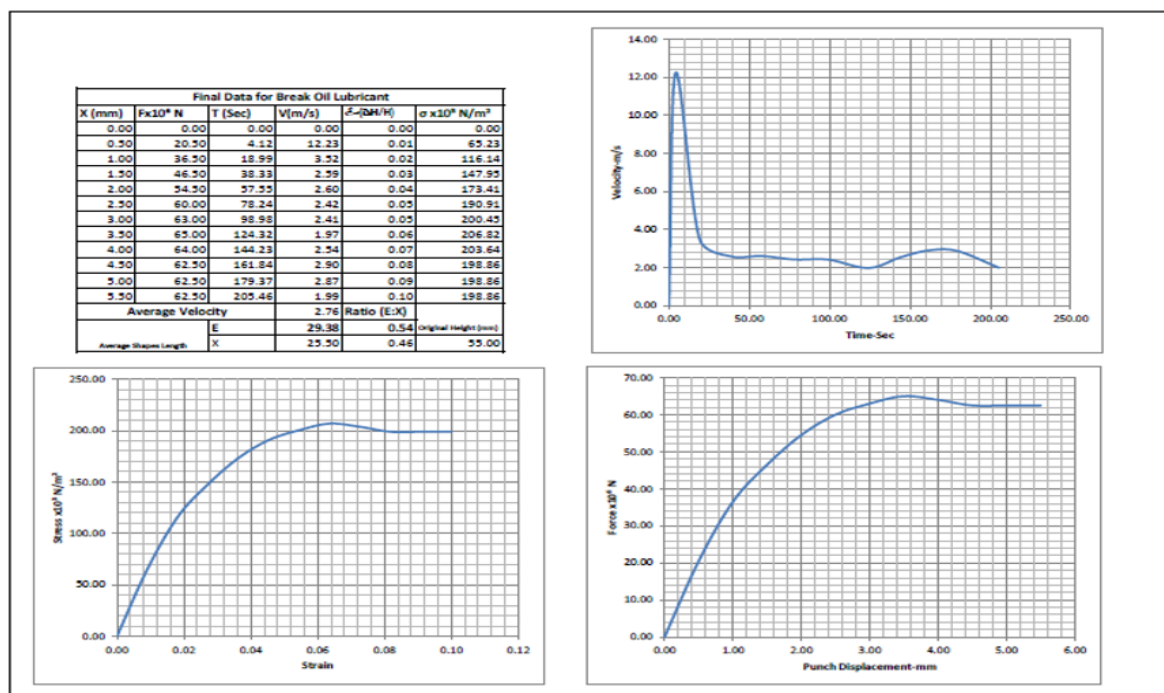 Final Data for Break Oil Lubricant
X (mm) T (Sec) V(m/s)
0.00 0.00 0.00 0.00 0.00 0.00
0.50 20.50 4.12 12.23 0.01 65.23
1.00 36.50 18.99 3.52 0.02 116.14
1.50 46.50 38.33 2.59 0.03 147.95
2.00 54.50 57.55 2.60 0.04 173.41
2.50 60.00 78.24 2.42 0.05 190.91
3.00 63.00 98.98 2.41 0.05 200.45
3.50 65.00 124.32 1.97 0.06 206.82
4.00 64.00 144.23 2.54 0.07 203.64
4.50 62.50 161.84 2.90 0.08 198.86
5.00 62.50 179.37 2.87 0.09 198.86
5.50 62.50 205.46 1.99 0.10 198.86
Average Velocity 2.76 Ratio (E:X)
E 29.38 0.54 Original Height (mm)
Average Shapes Length X 25.50 0.46 55.00
14.00
12.00
10.00
8.00
6.00
4.00
2.00
0.00
Velocity-m/s
0.00 50.00 100.00 150.00 200.00 250.00
Time-Sec
250.00
200.00
150.00
100.00
50.00
0.00
Stress
0.00 0.02 0.04 0.06 0.08 0.10 0.12
Strain
70.00
60.00
50.00
40.00
30.00
20.00
10.00
0.00
Force
0.00 1.00 2.00 3.00 4.00 5.00 6.00
Punch Displacement-mm